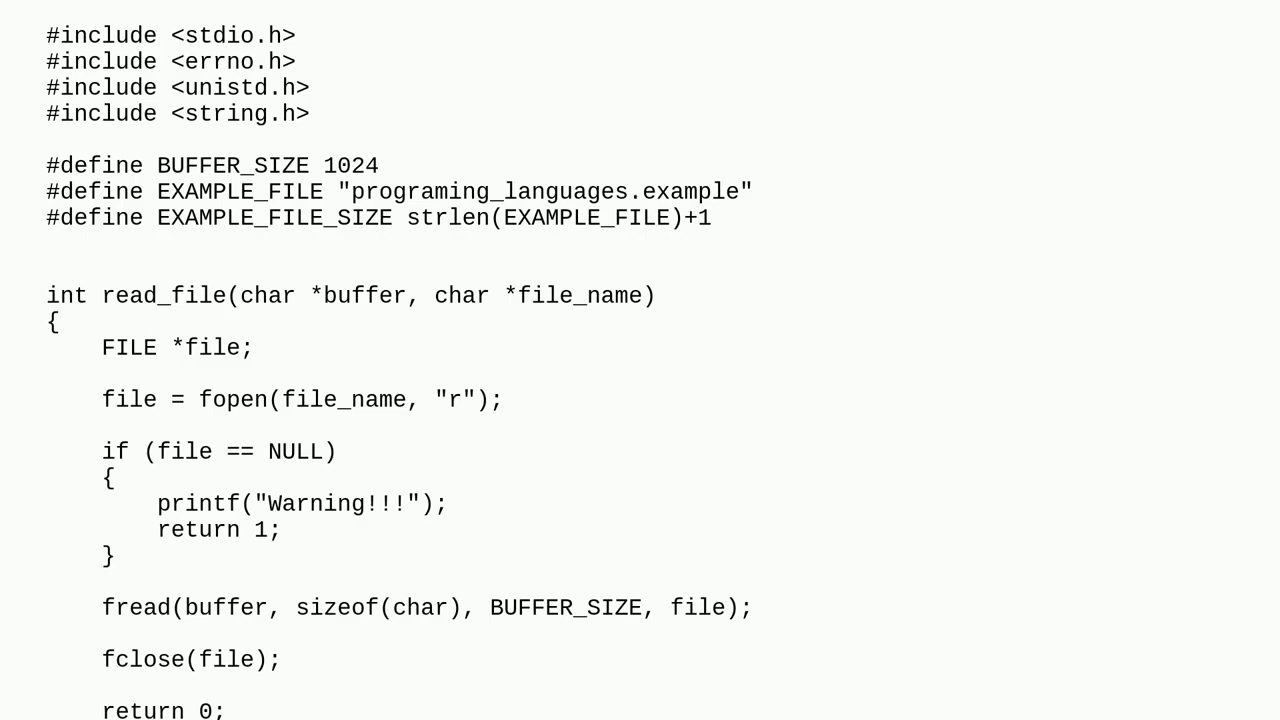 #include <stdio.h>
#include <errno.h>
#include <unistd.h>
#include <string.h>
#define BUFFER_SIZE 1024
#define EXAMPLE_FILE "programing_languages.example"
#define EXAMPLE_FILE_SIZE strlen(EXAMPLE_FILE)+1
int read_file(char *buffer, char *file_name)
{
    FILE *file;
    file = fopen(file_name, "r");
    if (file == NULL)
    {
        printf("Warning!!!");
        return 1;
    }
    fread(buffer, sizeof(char), BUFFER_SIZE, file);
    fclose(file);
    return 0;